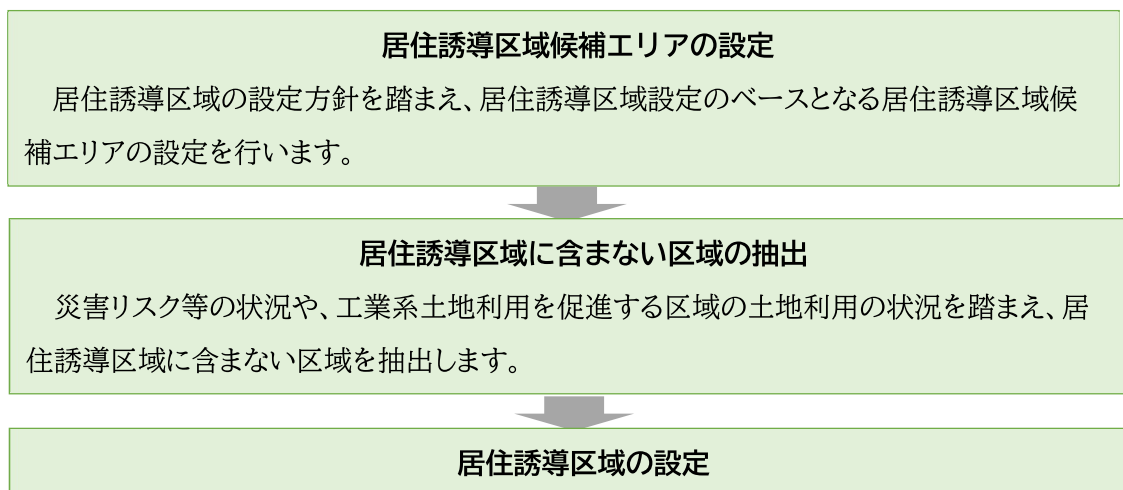 居住誘導区域候補エリアの設定
居住誘導区域の設定方針を踏まえ、居住誘導区域設定のベースとなる居住誘導区域候
補エリアの設定を行います。
居住誘導区域に含まない区域の抽出
災害リスク等の状況や、工業系土地利用を促進する区域の土地利用の状況を踏まえ、居
住誘導区域に含まない区域を抽出します。
居住誘導区域の設定